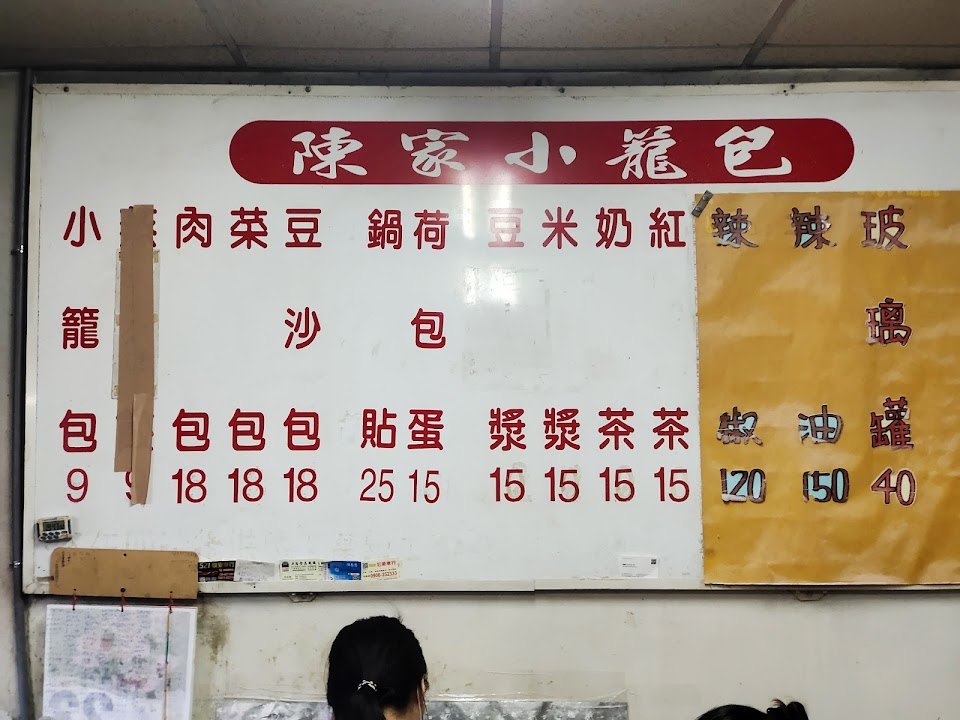 陳家小籠包
小籠包 9
肉包 18
菜包 18
豆沙包 18
鍋貼 25
荷包蛋 15
豆漿 15
米漿 15
奶茶 15
紅茶 15
辣椒 120
辣油 150
玻璃罐 40